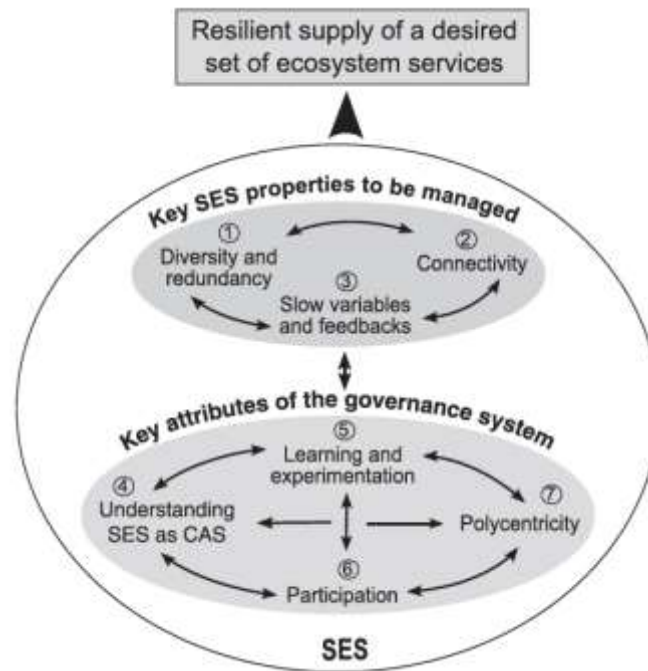 Resilient supply of a desired
set of ecosystem services
Key SES properties to be managed
①
Diversity and
redundancy
②
Connectivity
③
Slow variables
and feedbacks
Key attributes of the governance system
⑤
Learning and
experimentation
④
Understanding
SES as CAS
⑦
Polycentricity
⑥
Participation
SES